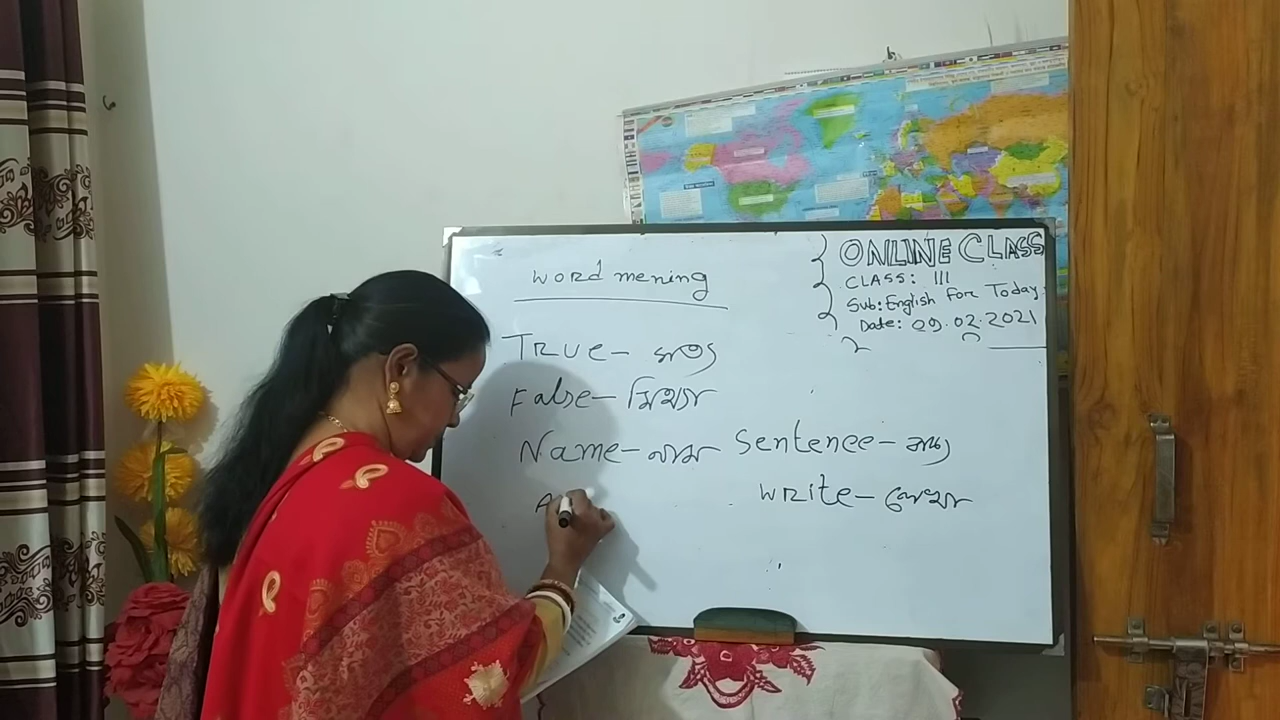 word mening
ONLINE CLASS
CLASS: III
Sub: English For Today
Date: 09.02.2021
True- সত্য
False- মিথ্যা
Name- নাম Sentence- বাক্য
A
Write- লেখা